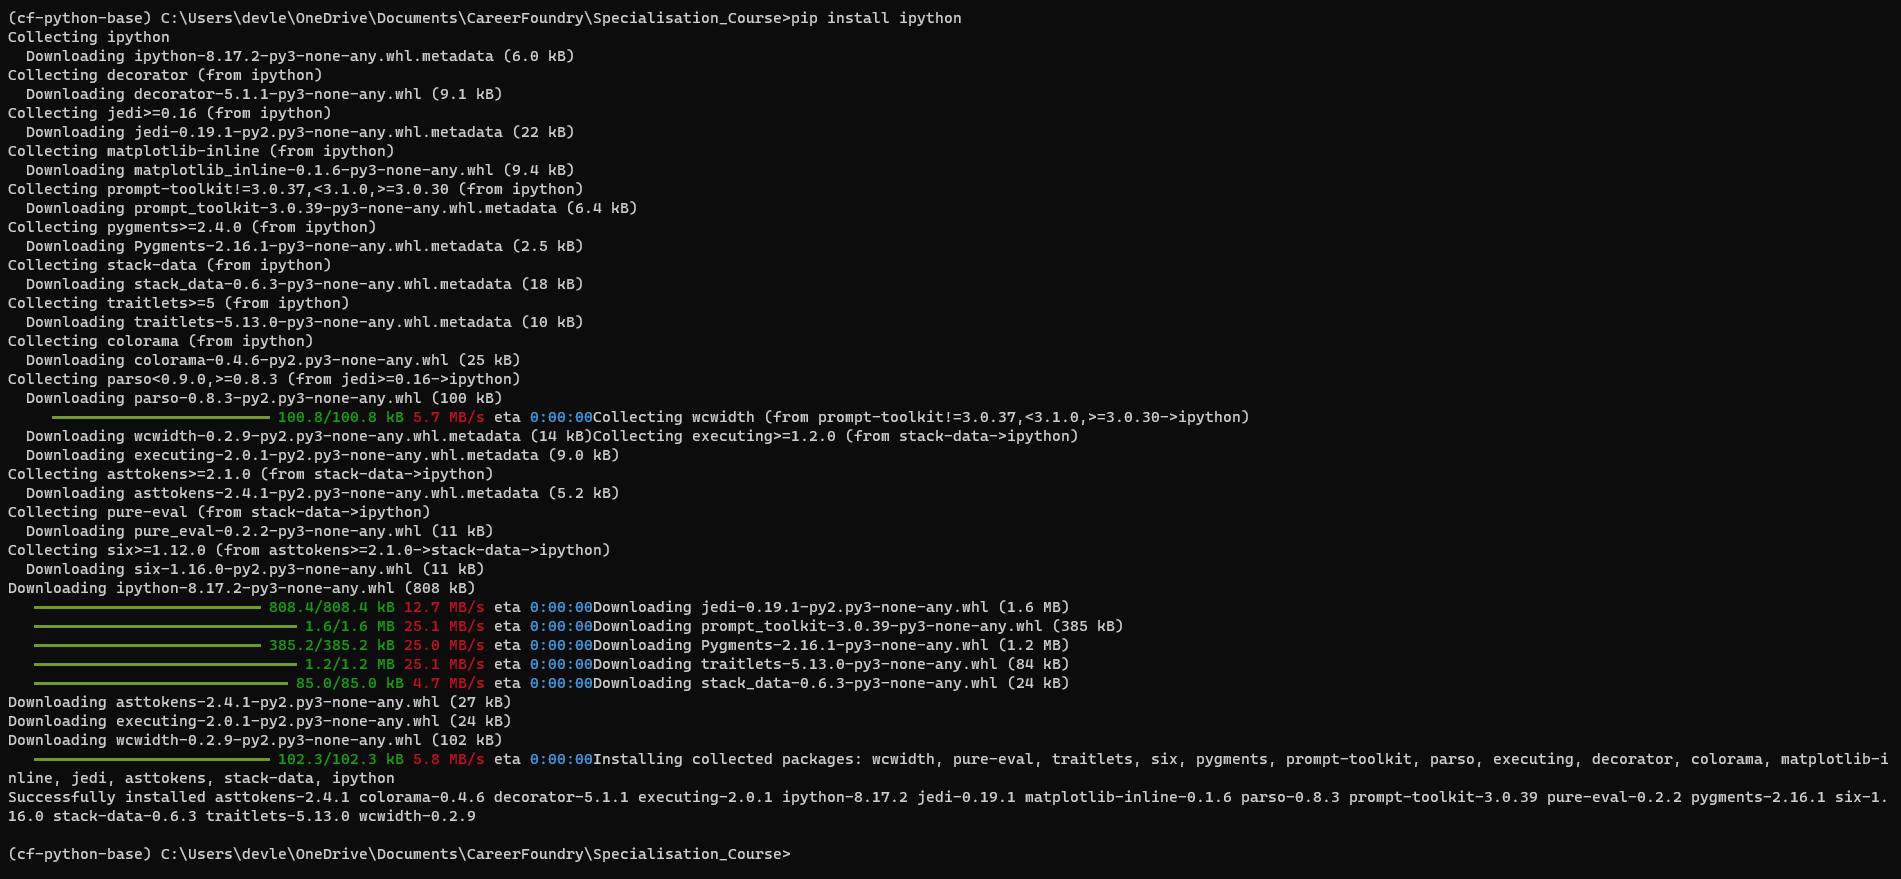 (cf-python-base) C:\Users\devle\OneDrive\Documents\CareerFoundry\Specialisation_Course>pip install ipython
Collecting ipython
  Downloading ipython-8.17.2-py3-none-any.whl.metadata (6.0 kB)
Collecting decorator (from ipython)
  Downloading decorator-5.1.1-py3-none-any.whl (9.1 kB)
Collecting jedi>=0.16 (from ipython)
  Downloading jedi-0.19.1-py2.py3-none-any.whl.metadata (22 kB)
Collecting matplotlib-inline (from ipython)
  Downloading matplotlib_inline-0.1.6-py3-none-any.whl (9.4 kB)
Collecting prompt-toolkit!=3.0.37,<3.1.0,>=3.0.30 (from ipython)
  Downloading prompt_toolkit-3.0.39-py3-none-any.whl.metadata (6.4 kB)
Collecting pygments>=2.4.0 (from ipython)
  Downloading Pygments-2.16.1-py3-none-any.whl.metadata (2.5 kB)
Collecting stack-data (from ipython)
  Downloading stack_data-0.6.3-py3-none-any.whl.metadata (18 kB)
Collecting traitlets>=5 (from ipython)
  Downloading traitlets-5.13.0-py3-none-any.whl.metadata (10 kB)
Collecting colorama (from ipython)
  Downloading colorama-0.4.6-py2.py3-none-any.whl (25 kB)
Collecting parso<0.9.0,>=0.8.3 (from jedi>=0.16->ipython)
  Downloading parso-0.8.3-py2.py3-none-any.whl (100 kB)
100.8/100.8 kB 5.7 MB/s eta 0:00:00Collecting wcwidth (from prompt-toolkit!=3.0.37,<3.1.0,>=3.0.30->ipython)
  Downloading wcwidth-0.2.9-py2.py3-none-any.whl.metadata (14 kB)Collecting executing>=1.2.0 (from stack-data->ipython)
  Downloading executing-2.0.1-py2.py3-none-any.whl.metadata (9.0 kB)
Collecting asttokens>=2.1.0 (from stack-data->ipython)
  Downloading asttokens-2.4.1-py2.py3-none-any.whl.metadata (5.2 kB)
Collecting pure-eval (from stack-data->ipython)
  Downloading pure_eval-0.2.2-py3-none-any.whl (11 kB)
Collecting six>=1.12.0 (from asttokens>=2.1.0->stack-data->ipython)
  Downloading six-1.16.0-py2.py3-none-any.whl (11 kB)
Downloading ipython-8.17.2-py3-none-any.whl (808 kB)
808.4/808.4 kB 12.7 MB/s eta 0:00:00Downloading jedi-0.19.1-py2.py3-none-any.whl (1.6 MB)
1.6/1.6 MB 25.1 MB/s eta 0:00:00Downloading prompt_toolkit-3.0.39-py3-none-any.whl (385 kB)
385.2/385.2 kB 25.0 MB/s eta 0:00:00Downloading Pygments-2.16.1-py3-none-any.whl (1.2 MB)
1.2/1.2 MB 25.1 MB/s eta 0:00:00Downloading traitlets-5.13.0-py3-none-any.whl (84 kB)
85.0/85.0 kB 4.7 MB/s eta 0:00:00Downloading stack_data-0.6.3-py3-none-any.whl (24 kB)
Downloading asttokens-2.4.1-py2.py3-none-any.whl (27 kB)
Downloading executing-2.0.1-py2.py3-none-any.whl (24 kB)
Downloading wcwidth-0.2.9-py2.py3-none-any.whl (102 kB)
102.3/102.3 kB 5.8 MB/s eta 0:00:00Installing collected packages: wcwidth, pure-eval, traitlets, six, pygments, prompt-toolkit, parso, executing, decorator, colorama, matplotlib-i
nline, jedi, asttokens, stack-data, ipython
Successfully installed asttokens-2.4.1 colorama-0.4.6 decorator-5.1.1 executing-2.0.1 ipython-8.17.2 jedi-0.19.1 matplotlib-inline-0.1.6 parso-0.8.3 prompt-toolkit-3.0.39 pure-eval-0.2.2 pygments-2.16.1 six-1.
16.0 stack-data-0.6.3 traitlets-5.13.0 wcwidth-0.2.9
(cf-python-base) C:\Users\devle\OneDrive\Documents\CareerFoundry\Specialisation_Course>